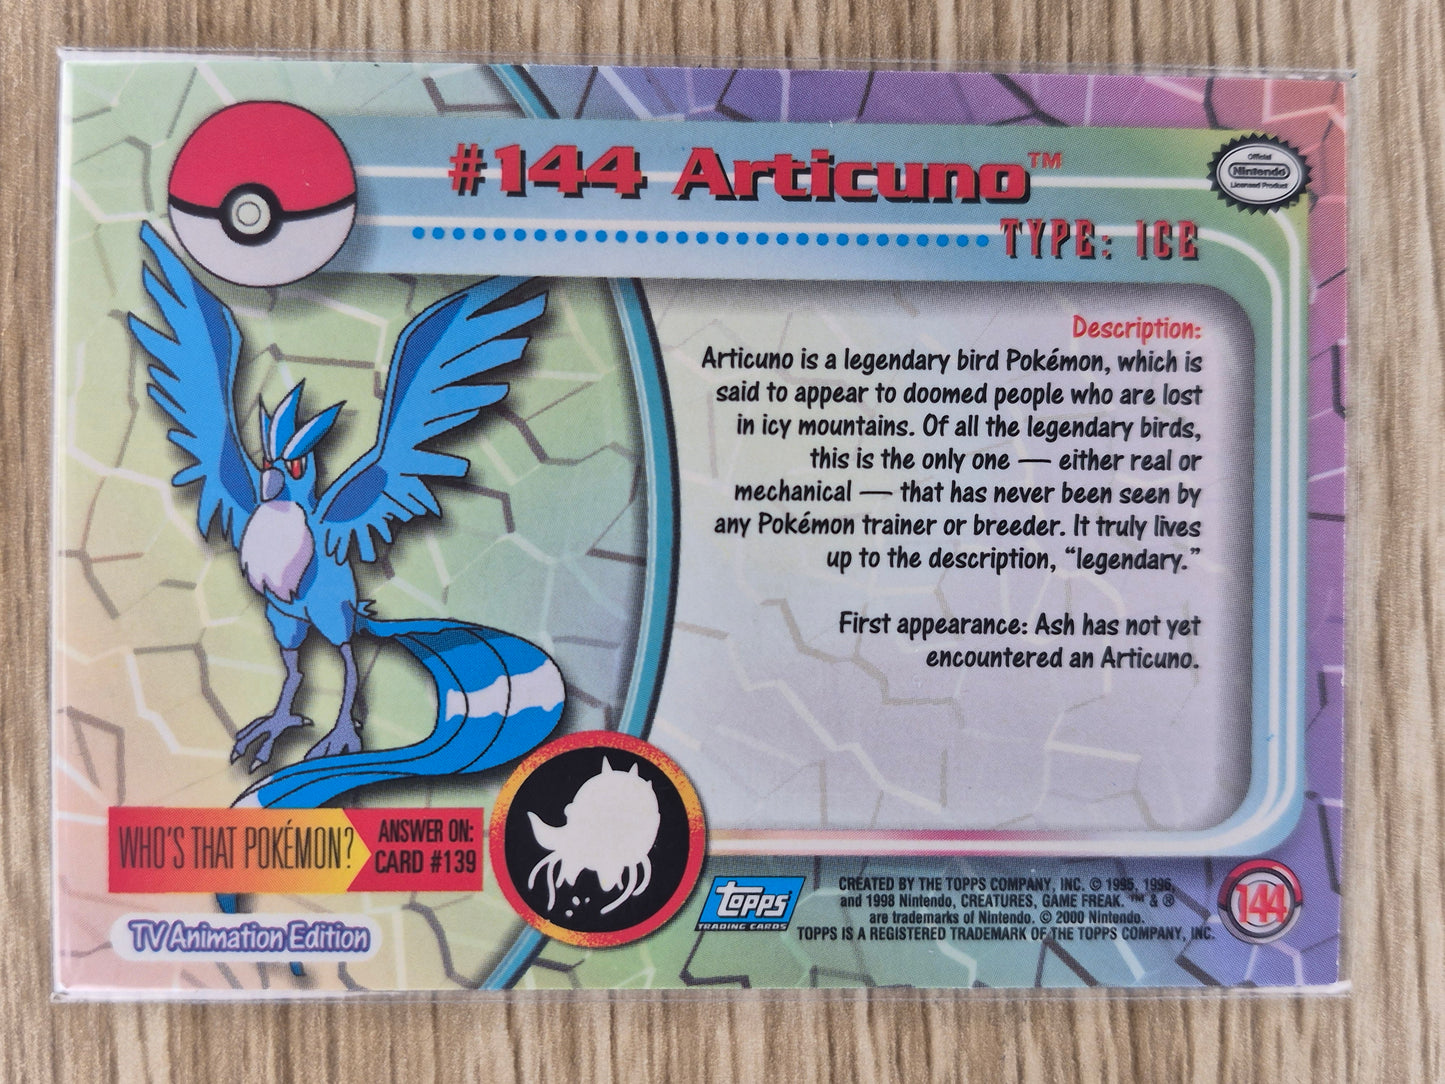 #144 Articuno™
TYPE: ICE
Official
Nintendo
Licensed Product
Description:
Articuno is a legendary bird Pokémon, which is
said to appear to doomed people who are lost
in icy mountains. Of all the legendary birds,
this is the only one — either real or
mechanical — that has never been seen by
any Pokémon trainer or breeder. It truly lives
up to the description, “legendary.”
First appearance: Ash has not yet
encountered an Articuno.
WHO'S THAT POKÉMON?
ANSWER ON:
CARD #139
TV Animation Edition
topps
TRADING CARDS
CREATED BY THE TOPPS COMPANY, INC. © 1995, 1996,
and 1998 Nintendo, CREATURES, GAME FREAK. ™ & ®
are trademarks of Nintendo. © 2000 Nintendo.
TOPPS IS A REGISTERED TRADEMARK OF THE TOPPS COMPANY, INC.
144